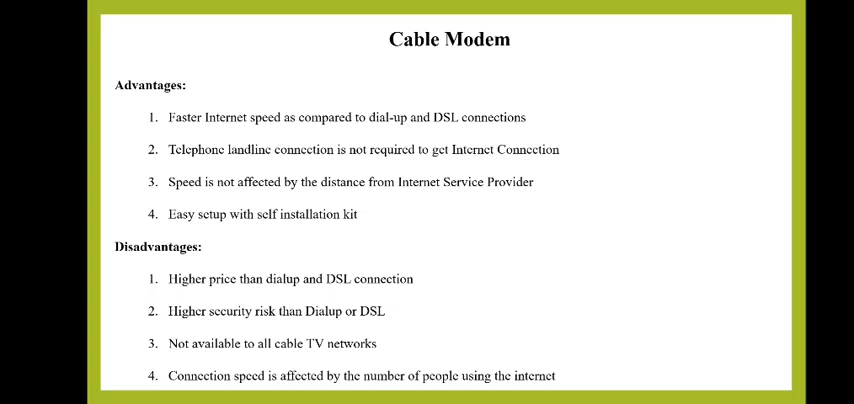 Cable Modem
Advantages:
1. Faster Internet speed as compared to dial-up and DSL connections
2. Telephone landline connection is not required to get Internet Connection
3. Speed is not affected by the distance from Internet Service Provider
4. Easy setup with self installation kit
Disadvantages:
1. Higher price than dialup and DSL connection
2. Higher security risk than Dialup or DSL
3. Not available to all cable TV networks
4. Connection speed is affected by the number of people using the internet